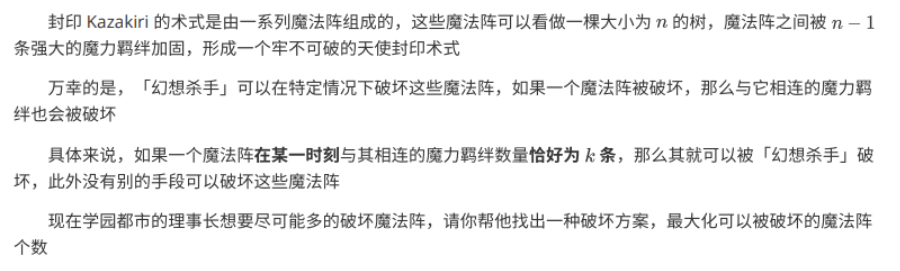 封印 Kazakiri 的术式是由一系列魔法阵组成的，这些魔法阵可以看做一棵大小为 n 的树，魔法阵之间被 n − 1
条强大的魔力羁绊加固，形成一个牢不可破的天使封印术式
万幸的是，「幻想杀手」可以在特定情况下破坏这些魔法阵，如果一个魔法阵被破坏，那么与它相连的魔力羁
绊也会被破坏
具体来说，如果一个魔法阵在某一时刻与其相连的魔力羁绊数量恰好为 k 条，那么其就可以被「幻想杀手」破
坏，此外没有别的手段可以破坏这些魔法阵
现在学园都市的理事长想要尽可能多的破坏魔法阵，请你帮他找出一种破坏方案，最大化可以被破坏的魔法阵
个数